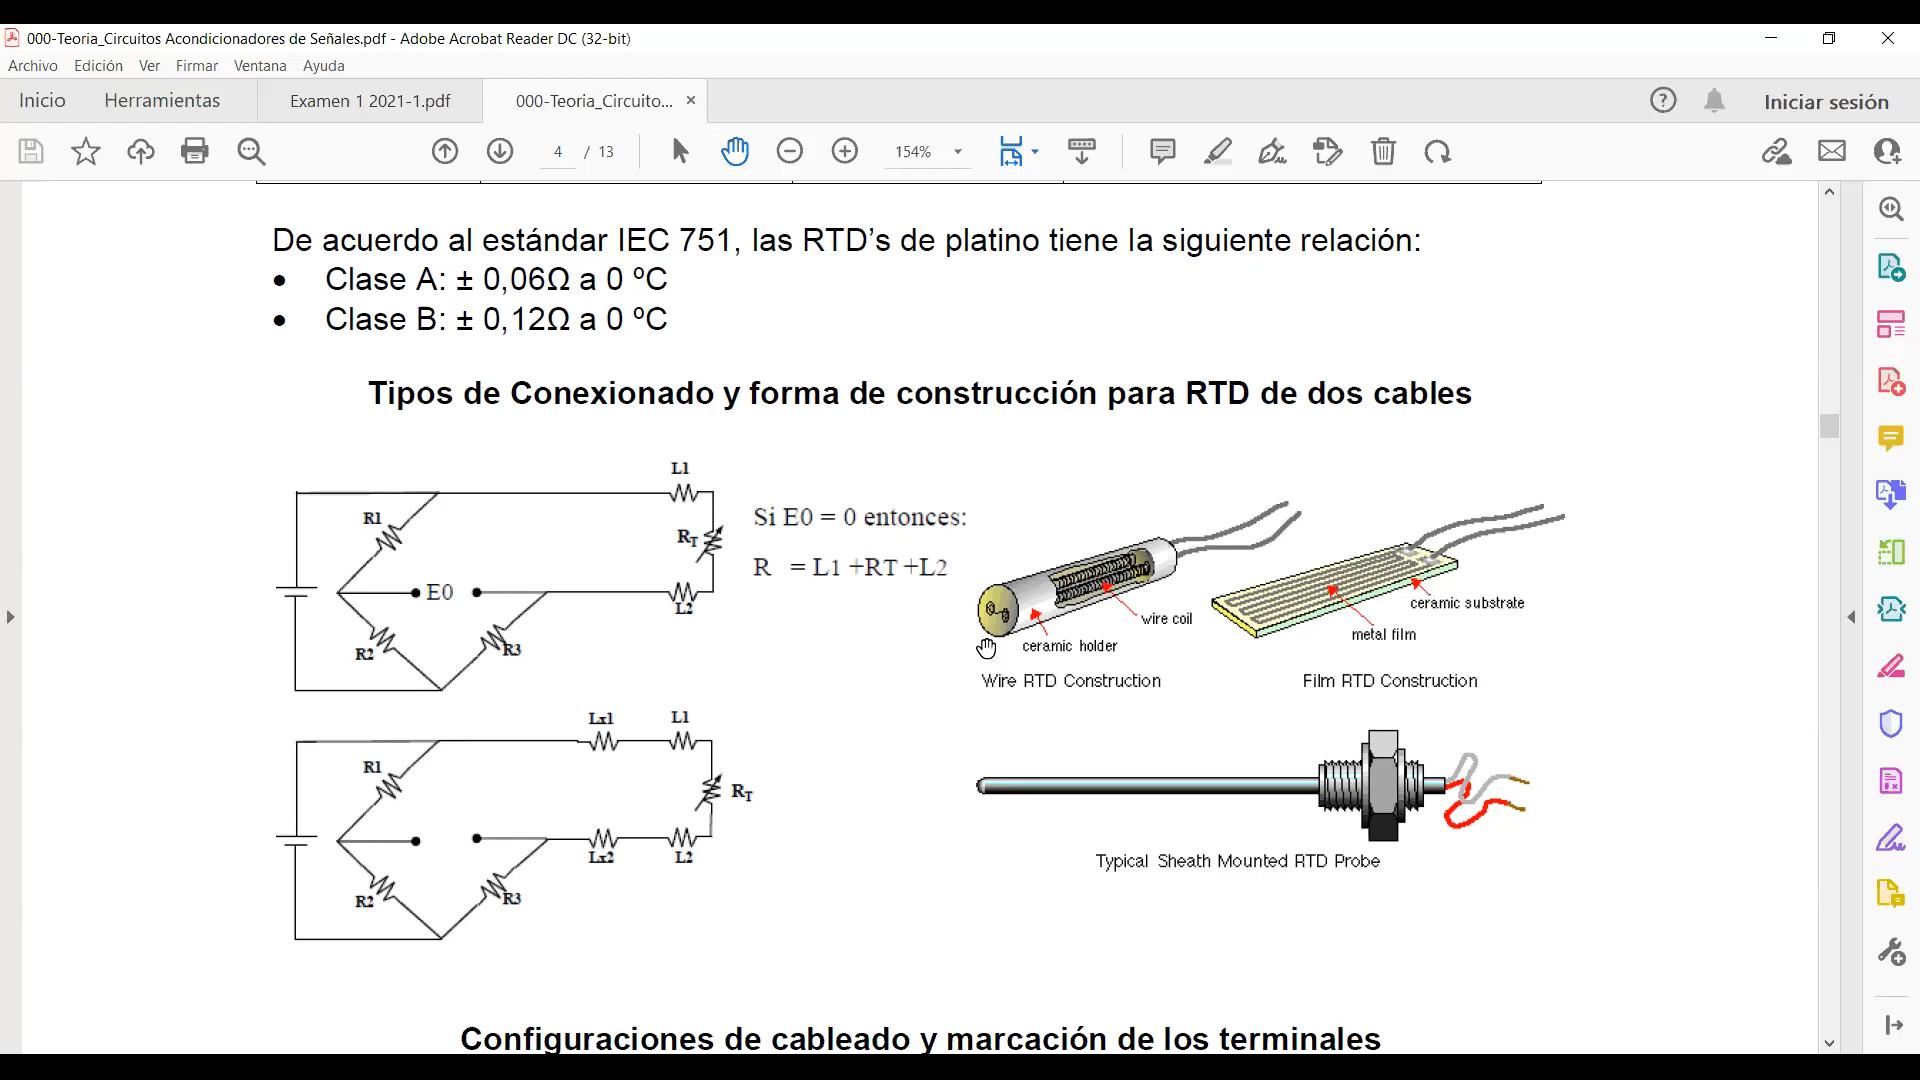 000-Teoria_Circuitos Acondicionadores de Señales.pdf - Adobe Acrobat Reader DC (32-bit)
Archivo Edición Ver Firmar Ventana Ayuda
Inicio Herramientas Examen 1 2021-1.pdf 000-Teoria_Circuito... × Iniciar sesión
4 / 13 154%
De acuerdo al estándar IEC 751, las RTD’s de platino tiene la siguiente relación:
• Clase A: ± 0,06Ω a 0 ºC
• Clase B: ± 0,12Ω a 0 ºC
Tipos de Conexionado y forma de construcción para RTD de dos cables
L1
R1
RT
E0
L2
R2
R3
Si E0 = 0 entonces:
R = L1 +RT +L2
wire coil
ceramic holder
Wire RTD Construction
ceramic substrate
metal film
Film RTD Construction
Lx1 L1
R1
RT
Lx2 L2
R2
R3
Typical Sheath Mounted RTD Probe
Configuraciones de cableado y marcación de los terminales